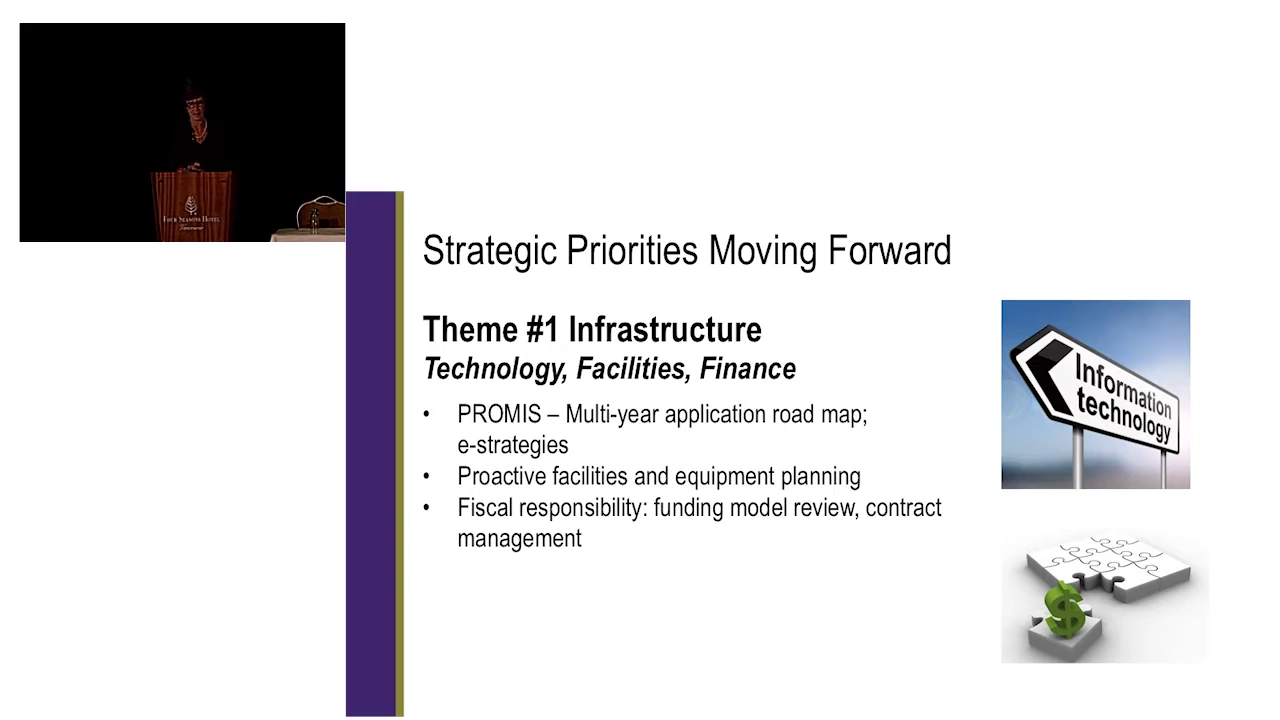 FOUR SEASONS HOTEL
Vancouver
Strategic Priorities Moving Forward
Theme #1 Infrastructure
Technology, Facilities, Finance
• PROMIS – Multi-year application road map;
e-strategies
• Proactive facilities and equipment planning
• Fiscal responsibility: funding model review, contract
management
Information
technology
$